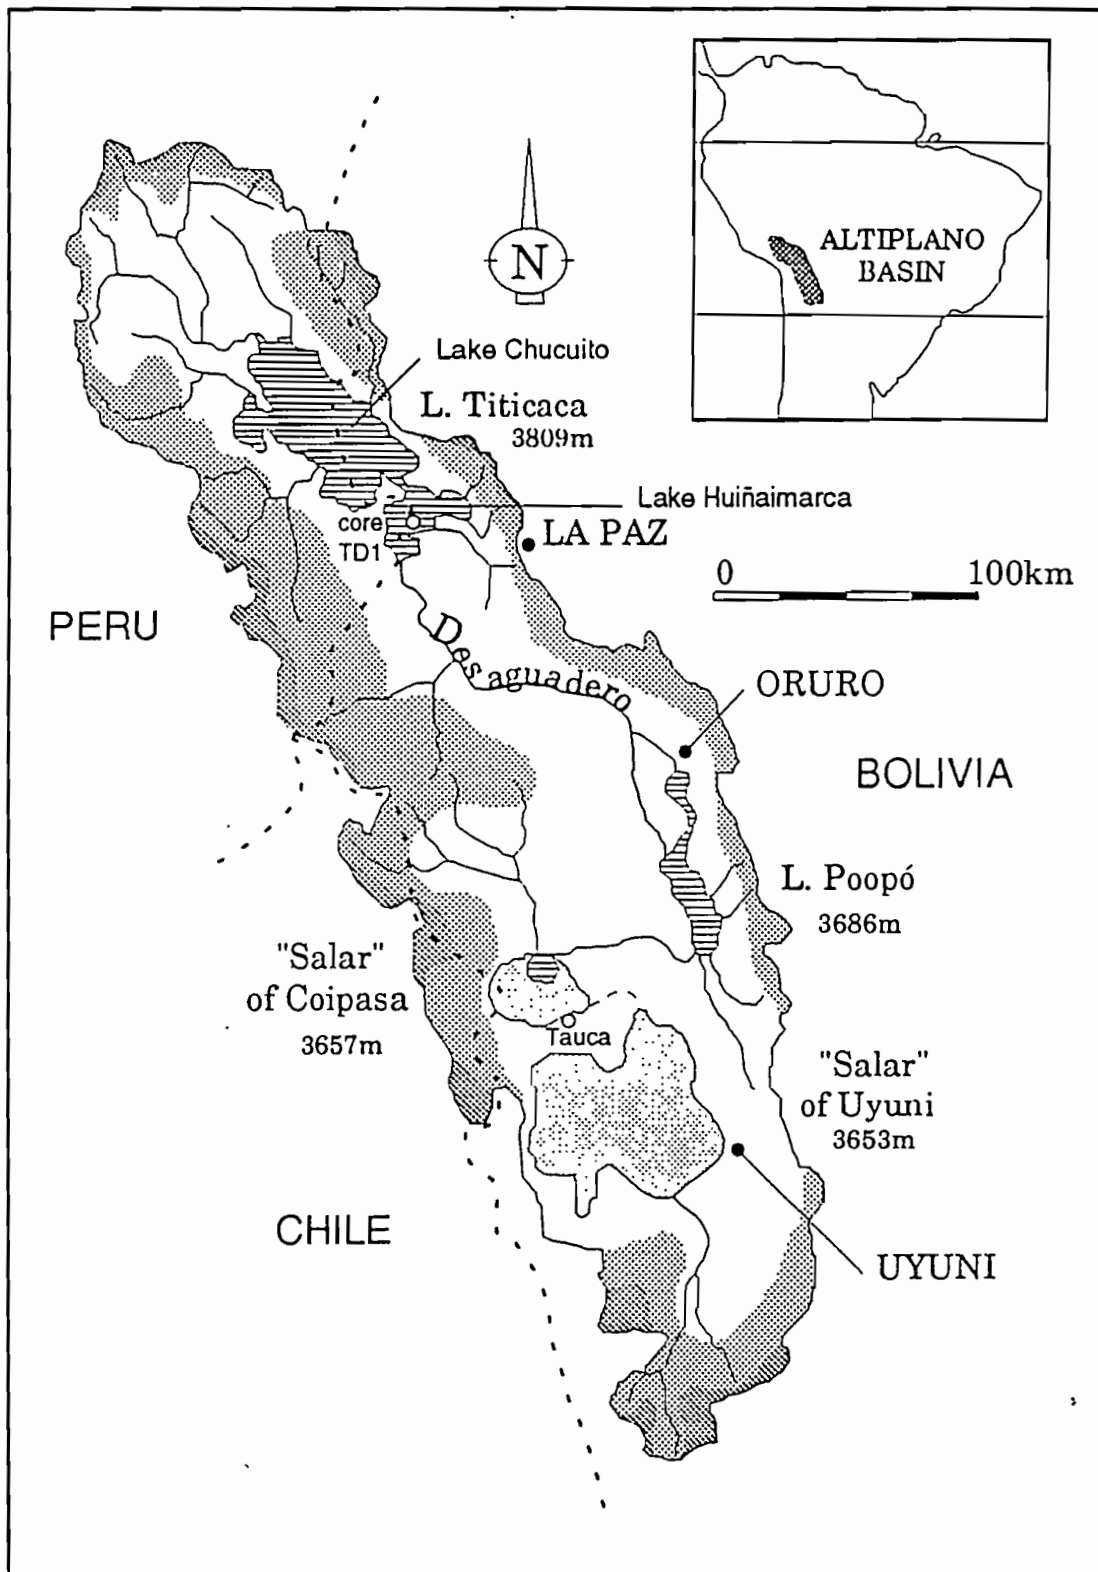 ALTIPLANO
BASIN
N
Lake Chucuito
L. Titicaca
3809m
Lake Huiñaimarca
core
TD1
LA PAZ
0 100km
PERU
Desaguadero
ORURO
BOLIVIA
L. Poopó
3686m
"Salar"
of Coipasa
3657m
Tauca
"Salar"
of Uyuni
3653m
CHILE
UYUNI